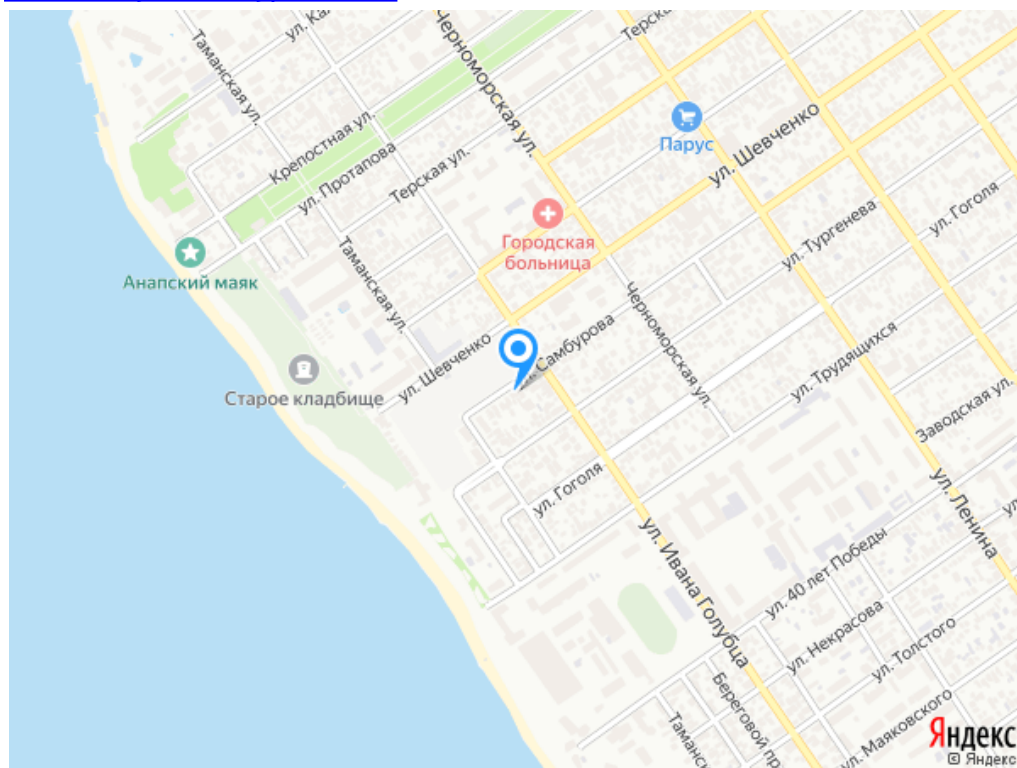 ул. Ка
Таманская ул.
Черноморская ул.
Терск
Крепостная ул.
ул. Протапова
Терская ул.
Парус
ул. Шевченко
Городская
больница
ул. Тургенева
ул. Гоголя
Анапский маяк
Таманская ул.
Черноморская ул.
ул. Шевченко
Самбурова
ул. Трудящихся
Старое кладбище
Заводская ул.
ул. Гоголя
ул. Ленина
ул. Ивана Голубца
ул. 40 лет Победы
ул. Некрасова
ул. Толстого
Береговой пр
Таманск
ул. Маяковского
Яндекс
© Яндекс